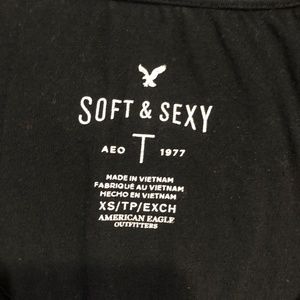 SOFT & SEXY
AEO T 1977
MADE IN VIETNAM
FABRIQUÉ AU VIETNAM
HECHO EN VIETNAM
XS/TP/EXCH
AMERICAN EAGLE
OUTFITTERS